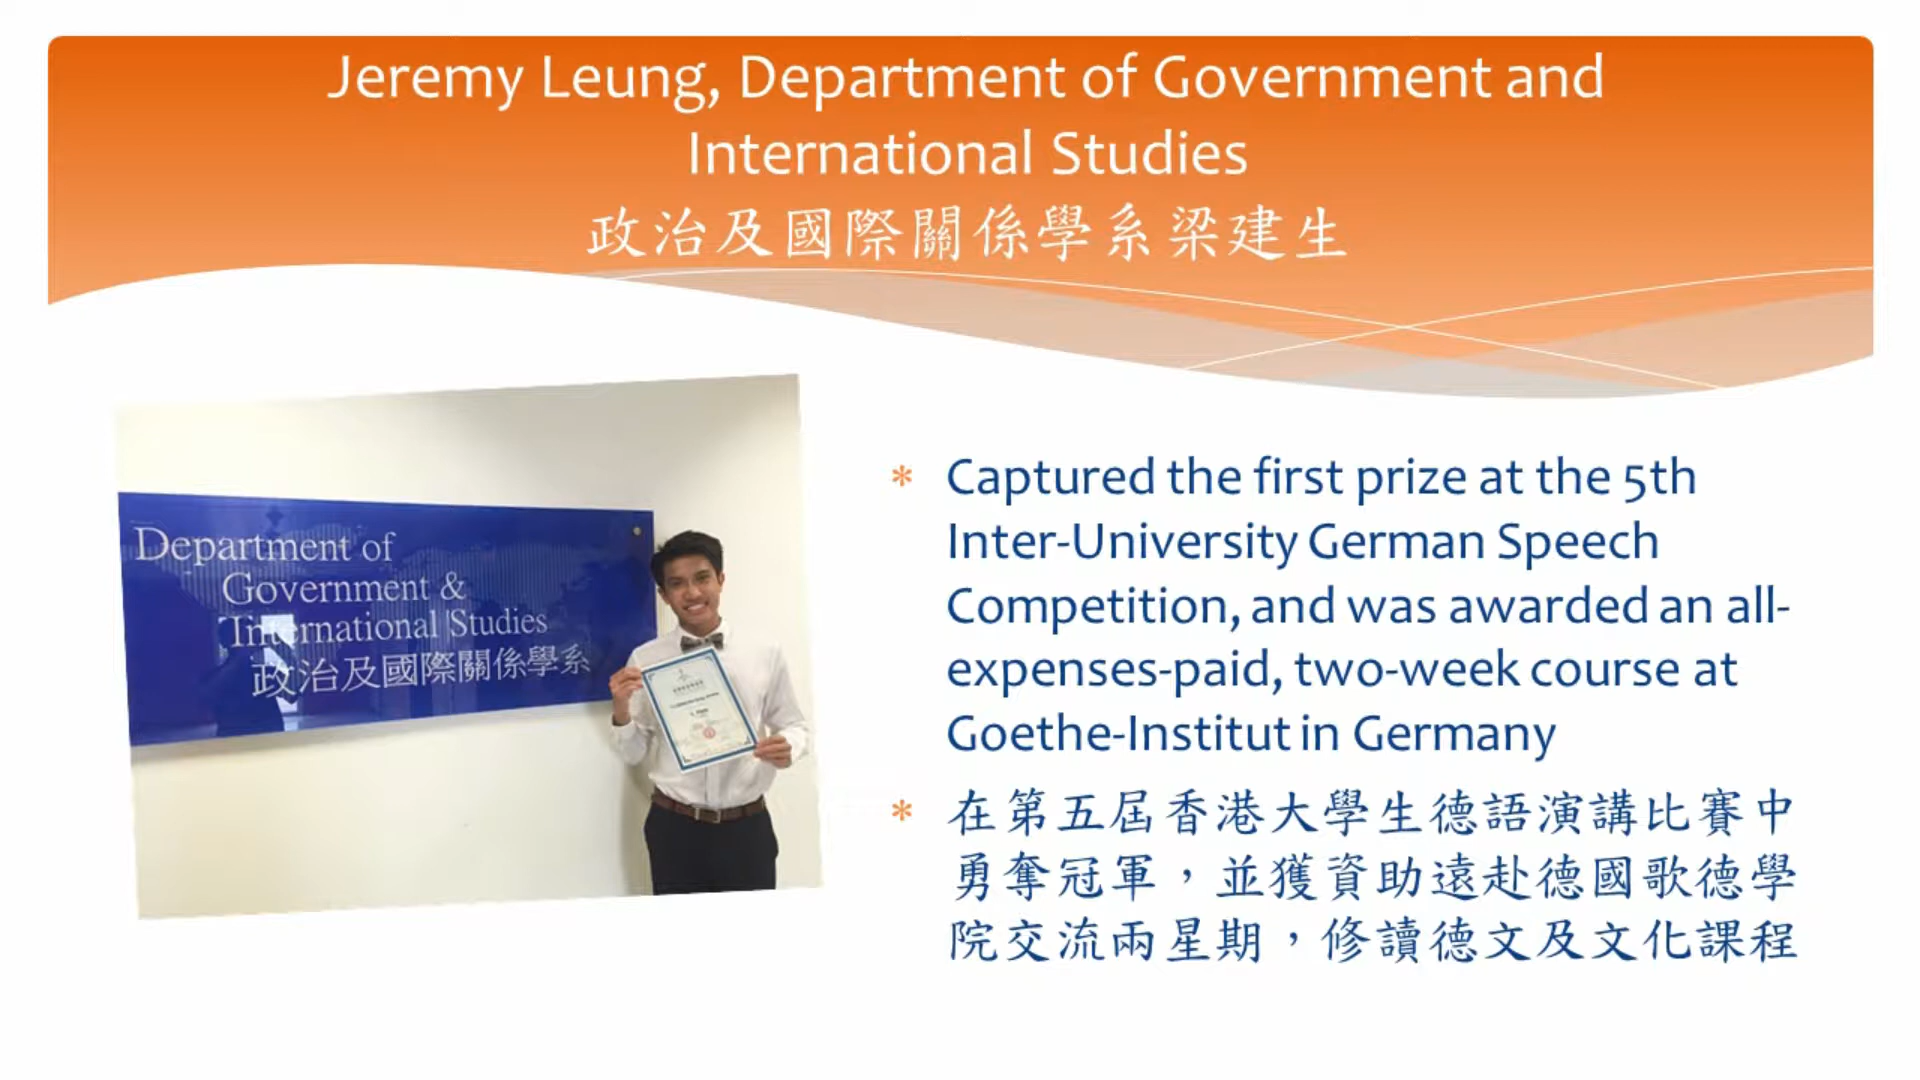 Jeremy Leung, Department of Government and
International Studies
政治及國際關係學系梁建生
Department of
Government &
International Studies
政治及國際關係學系
* Captured the first prize at the 5th
Inter-University German Speech
Competition, and was awarded an all-
expenses-paid, two-week course at
Goethe-Institut in Germany
* 在第五屆香港大學生德語演講比賽中
勇奪冠軍，並獲資助遠赴德國歌德學
院交流兩星期，修讀德文及文化課程